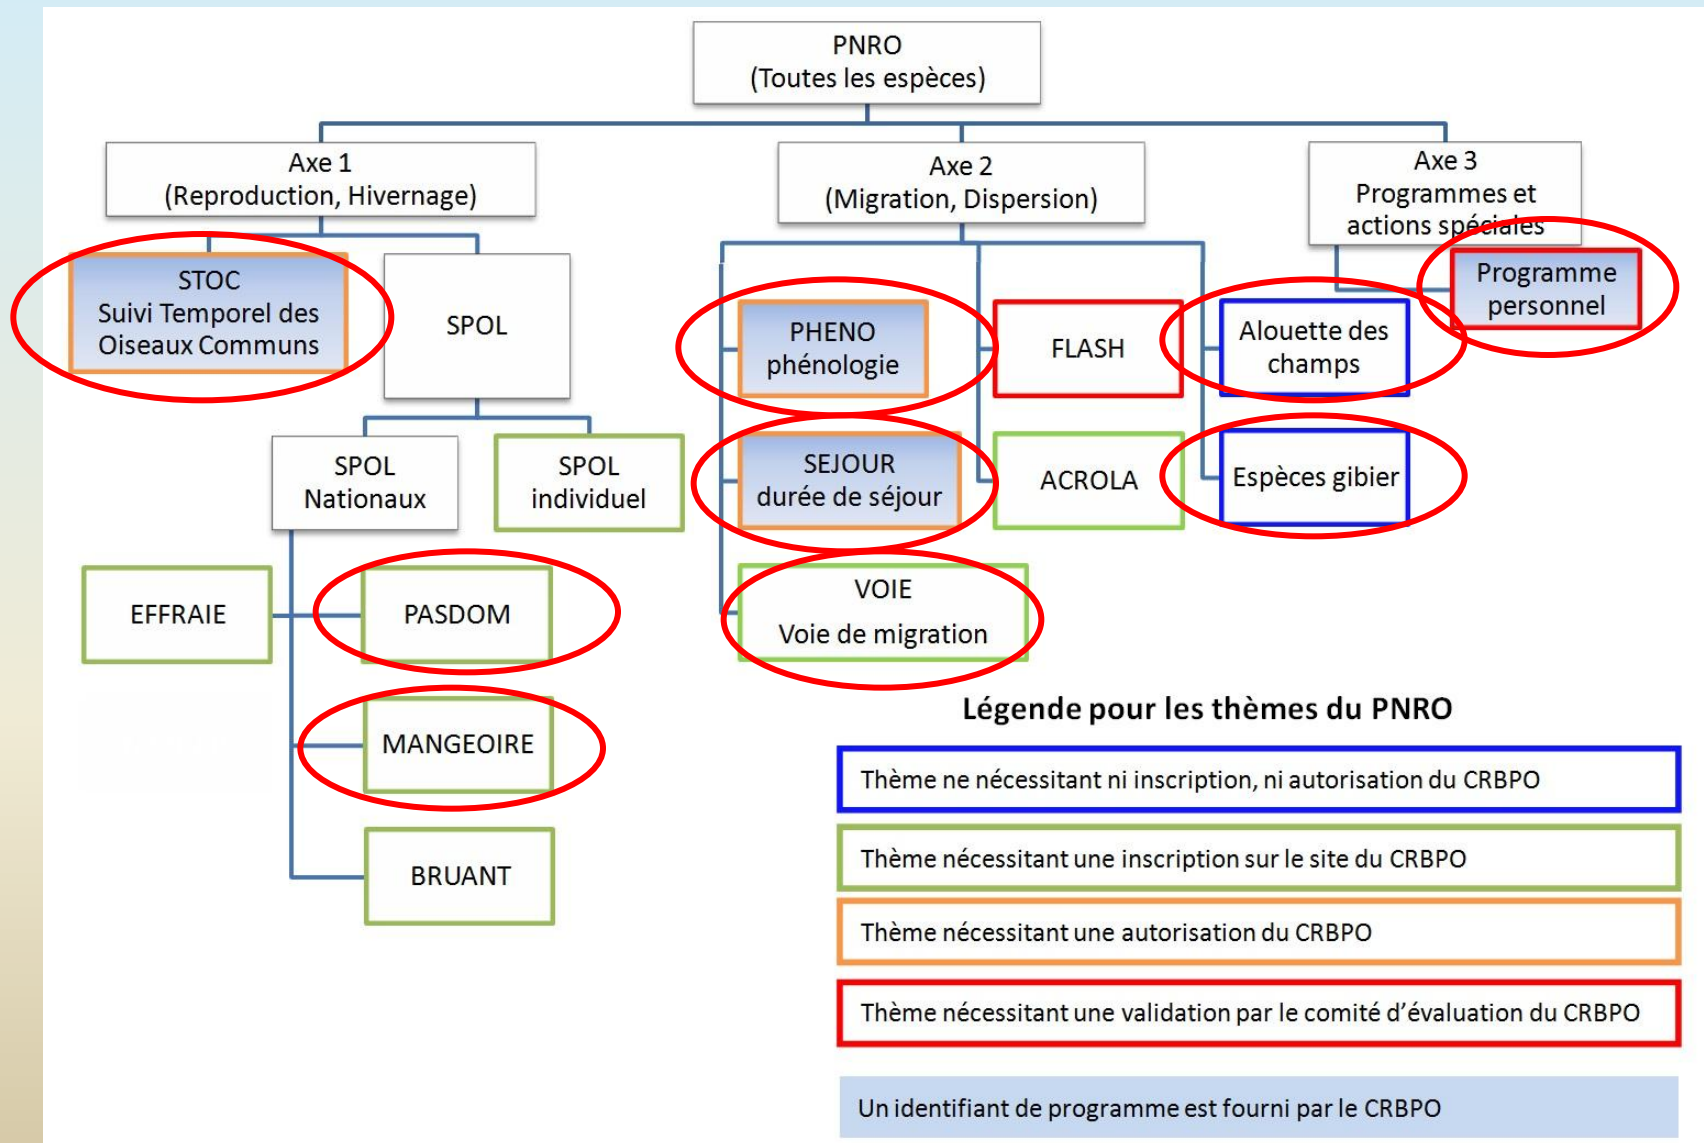 PNRO
(Toutes les espèces)
Axe 1
(Reproduction, Hivernage)
Axe 2
(Migration, Dispersion)
Axe 3
Programmes et
actions spéciales
STOC
Suivi Temporel des
Oiseaux Communs
SPOL
PHENO
phénologie
FLASH
Alouette des
champs
Programme
personnel
SPOL
Nationaux
SPOL
individuel
SEJOUR
durée de séjour
ACROLA
Espèces gibier
EFFRAIE
PASDOM
VOIE
Voie de migration
MANGEOIRE
BRUANT
Légende pour les thèmes du PNRO
Thème ne nécessitant ni inscription, ni autorisation du CRBPO
Thème nécessitant une inscription sur le site du CRBPO
Thème nécessitant une autorisation du CRBPO
Thème nécessitant une validation par le comité d’évaluation du CRBPO
Un identifiant de programme est fourni par le CRBPO